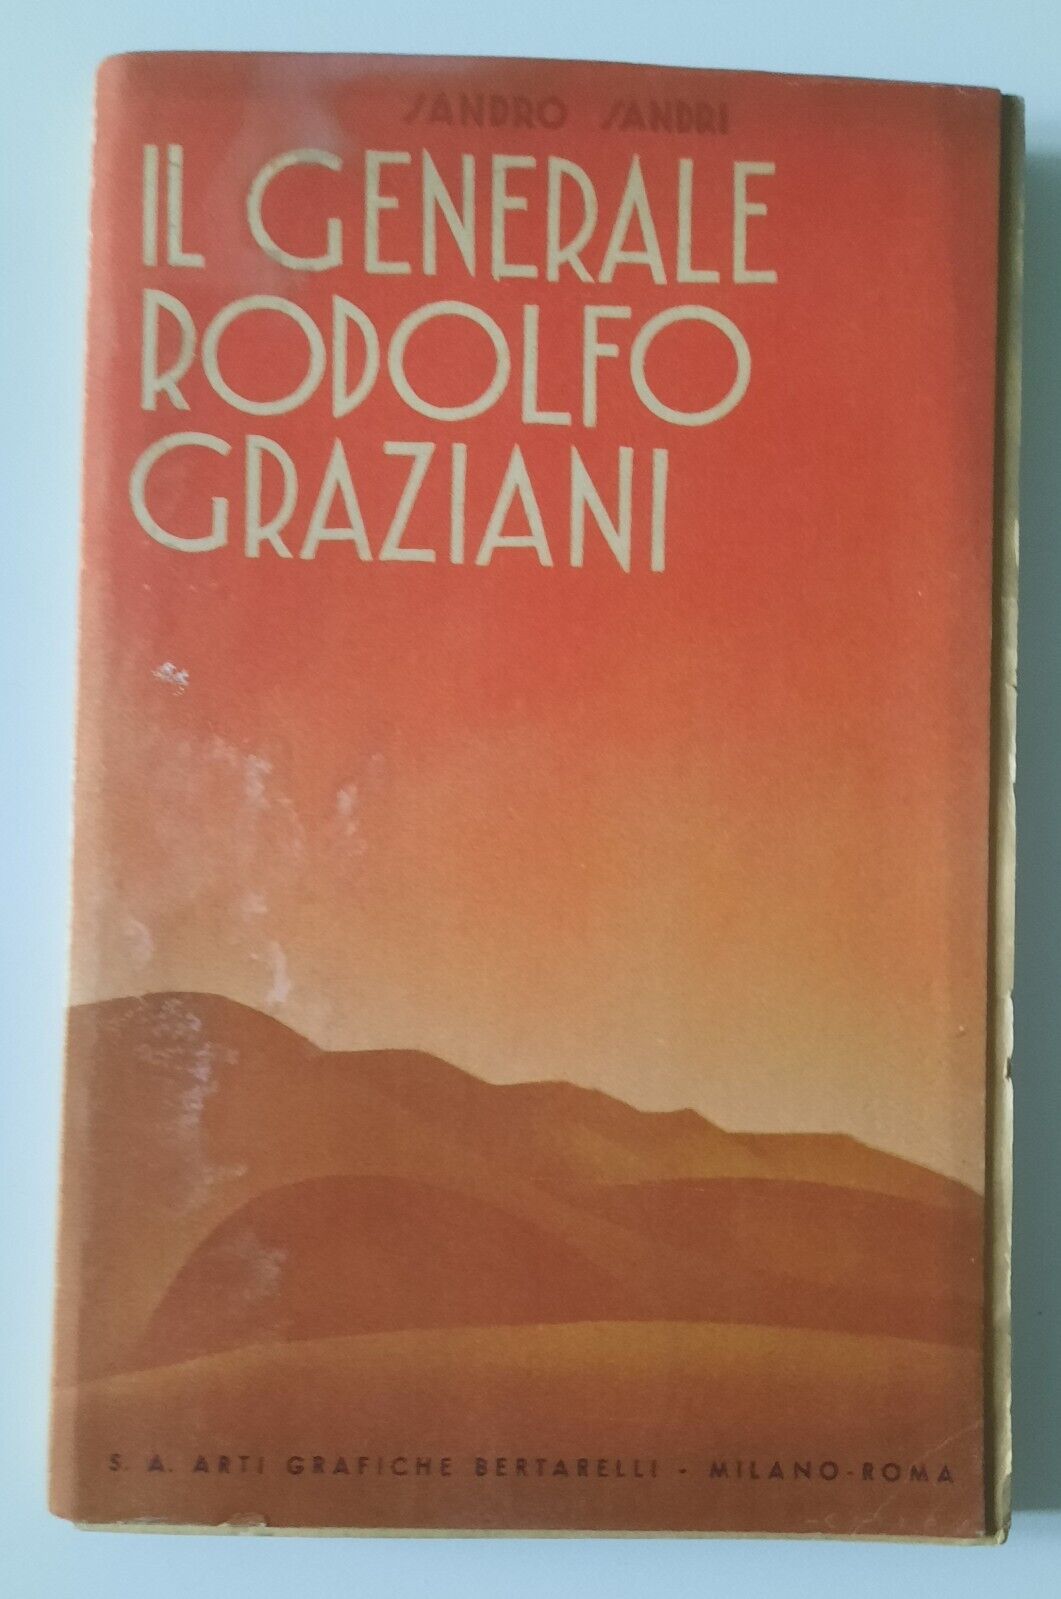 SANDRO SANDRI
IL GENERALE
RODOLFO
GRAZIANI
S. A. ARTI GRAFICHE BERTARELLI - MILANO-ROMA